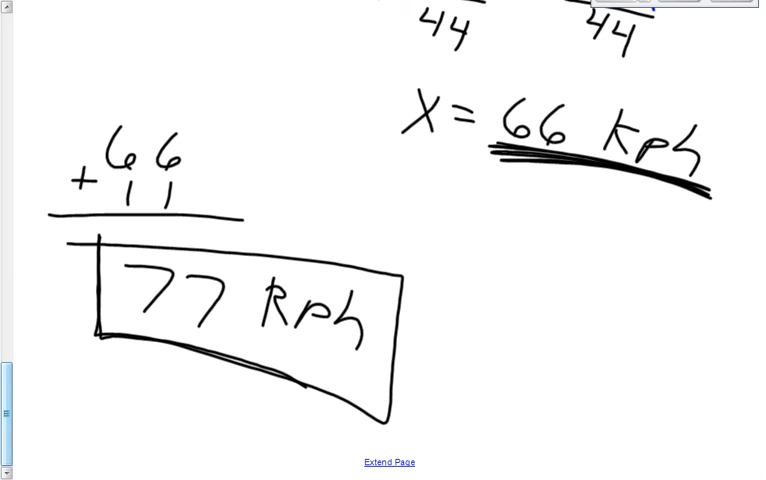 44 44
X = 66 Kph
66
+ 11
77 Kph
Extend Page